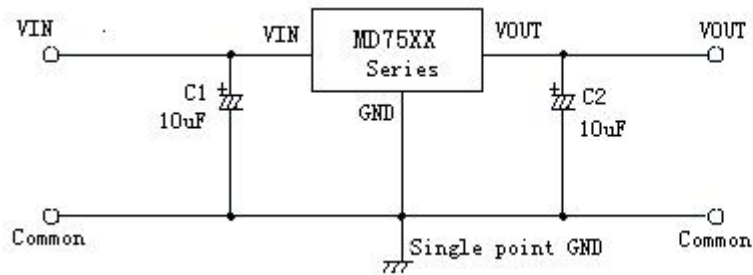 VIN
VIN
MD75XX
Series
VOUT
VOUT
C1
10uF
GND
C2
10uF
Common
Single point GND
Common